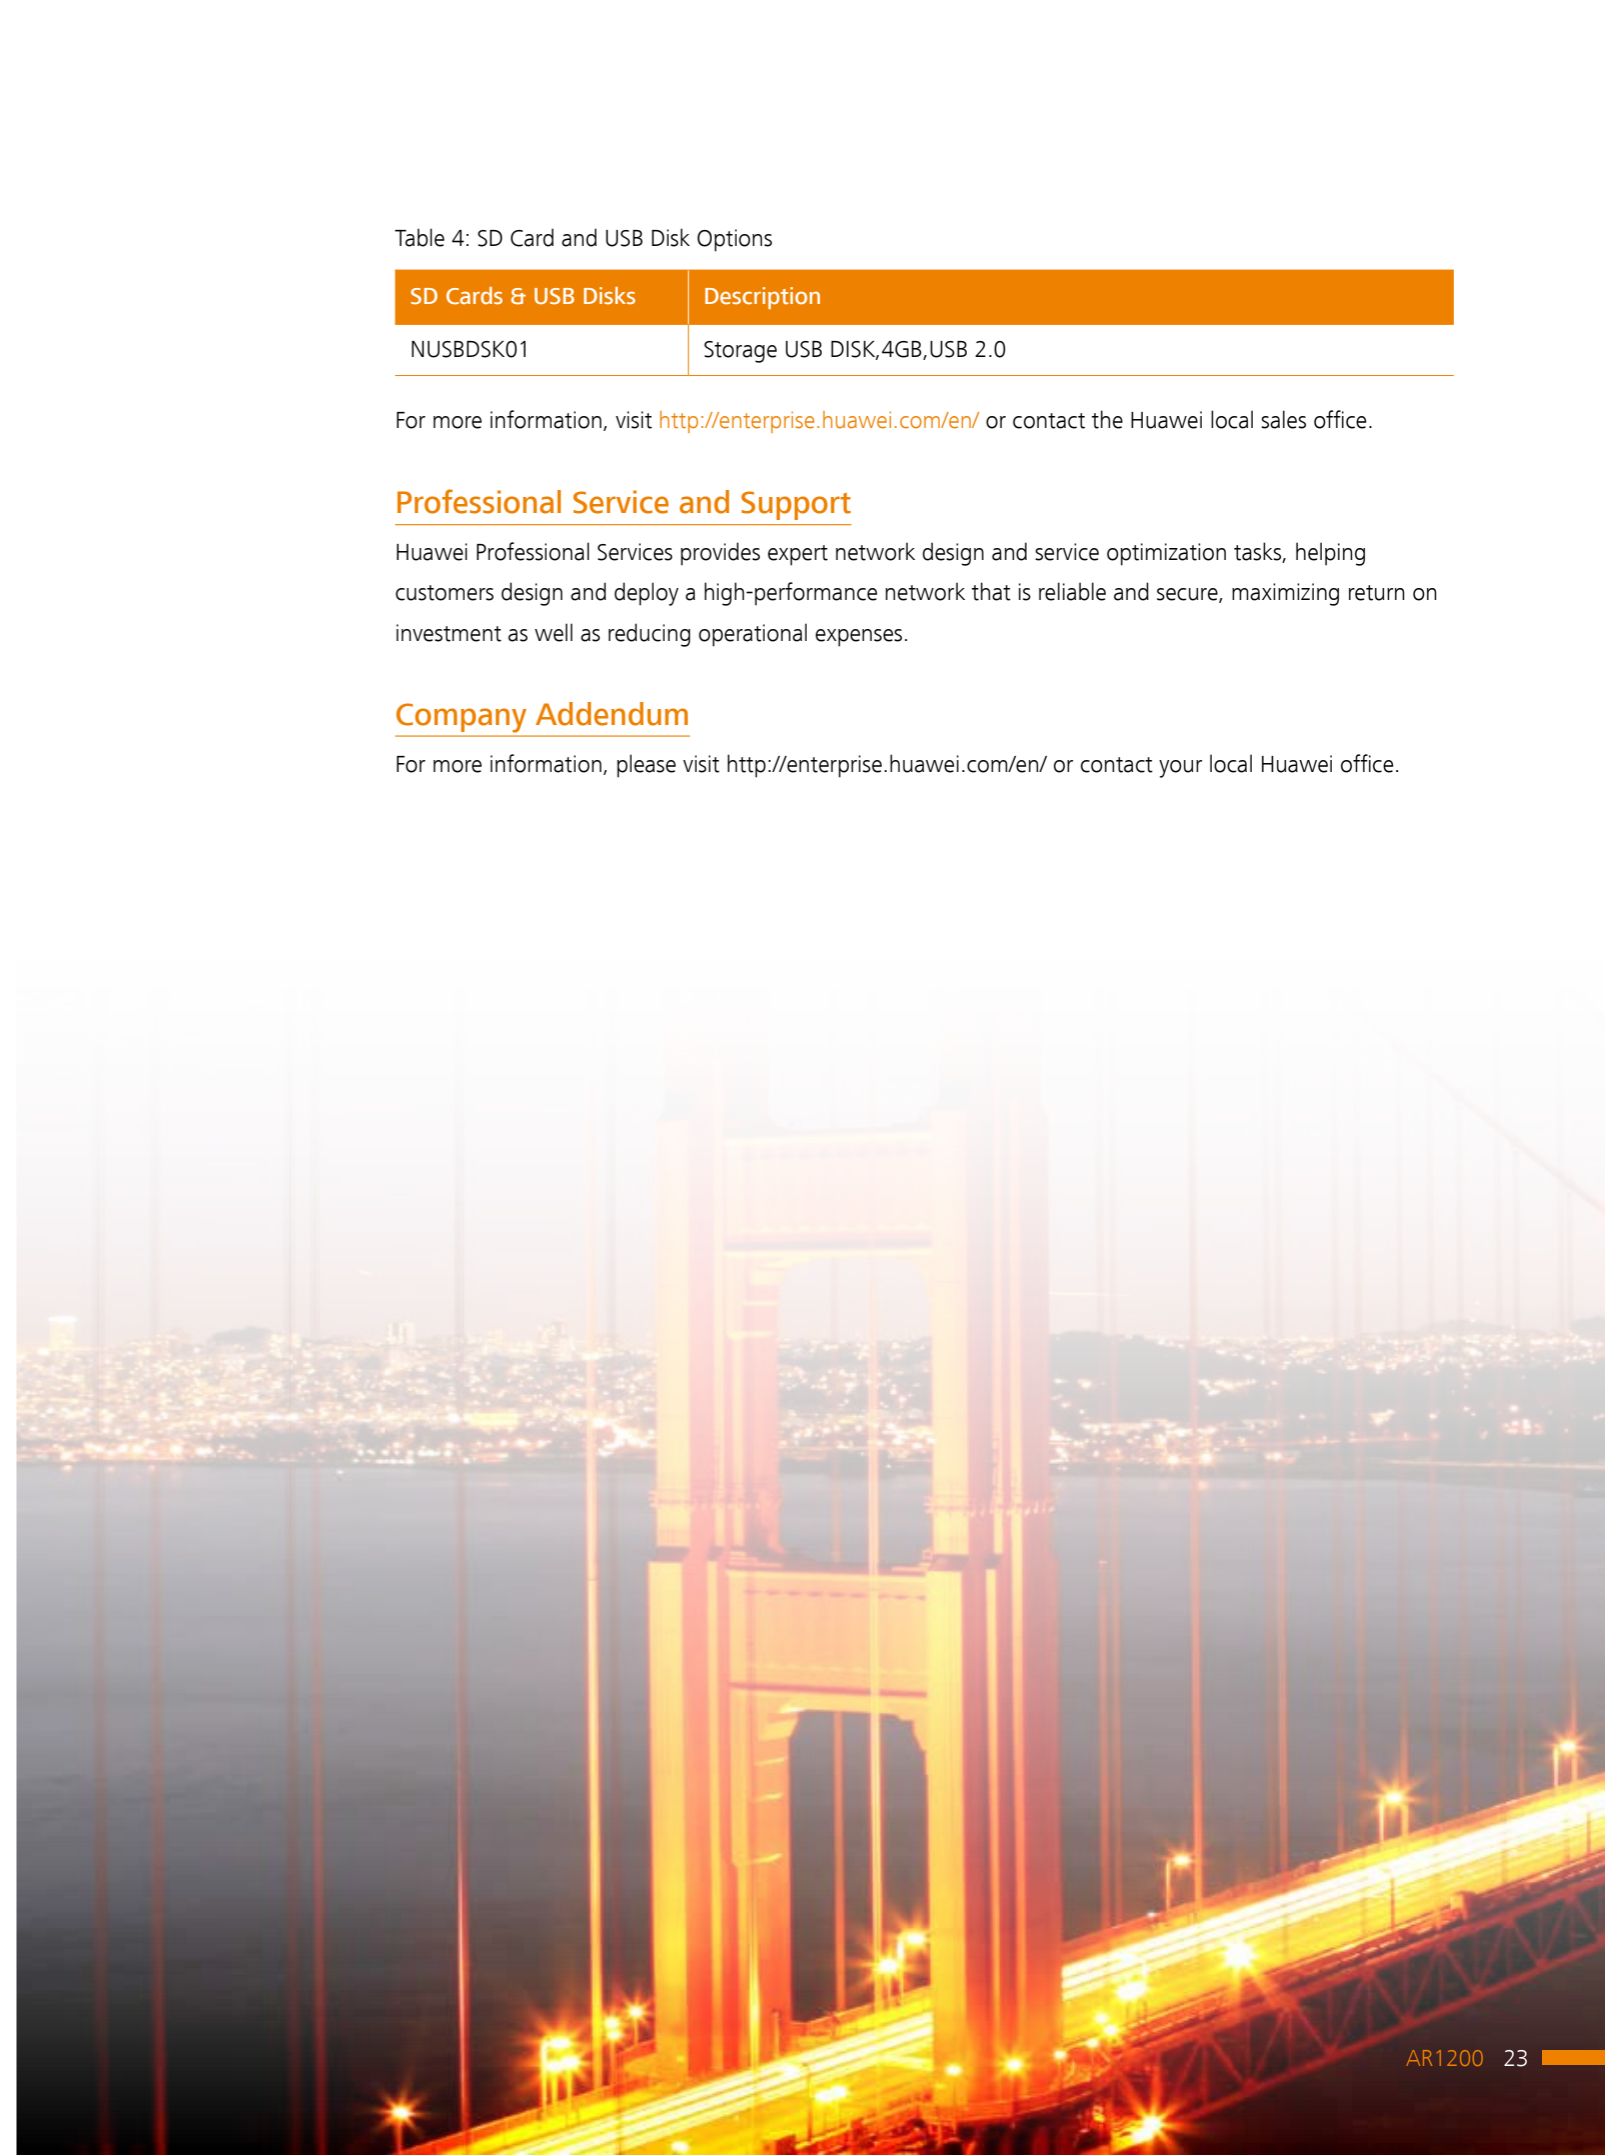 Table 4: SD Card and USB Disk Options
SD Cards & USB Disks Description
NUSBDSK01 Storage USB DISK,4GB,USB 2.0
For more information, visit http://enterprise.huawei.com/en/ or contact the Huawei local sales office.
Professional Service and Support
Huawei Professional Services provides expert network design and service optimization tasks, helping
customers design and deploy a high-performance network that is reliable and secure, maximizing return on
investment as well as reducing operational expenses.
Company Addendum
For more information, please visit http://enterprise.huawei.com/en/ or contact your local Huawei office.
AR1200 23